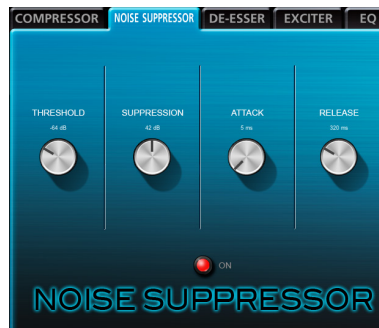 COMPRESSOR NOISE SUPPRESSOR DE-ESSER EXCITER EQ
THRESHOLD SUPPRESSION ATTACK RELEASE
-64 dB 42 dB 5 ms 320 ms
ON
NOISE SUPPRESSOR